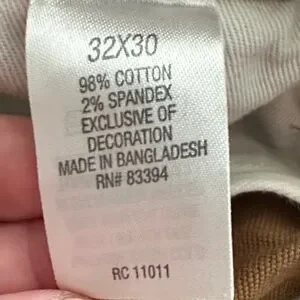 32X30
98% COTTON
2% SPANDEX
EXCLUSIVE OF
DECORATION
MADE IN BANGLADESH
RN# 83394
RC 11011